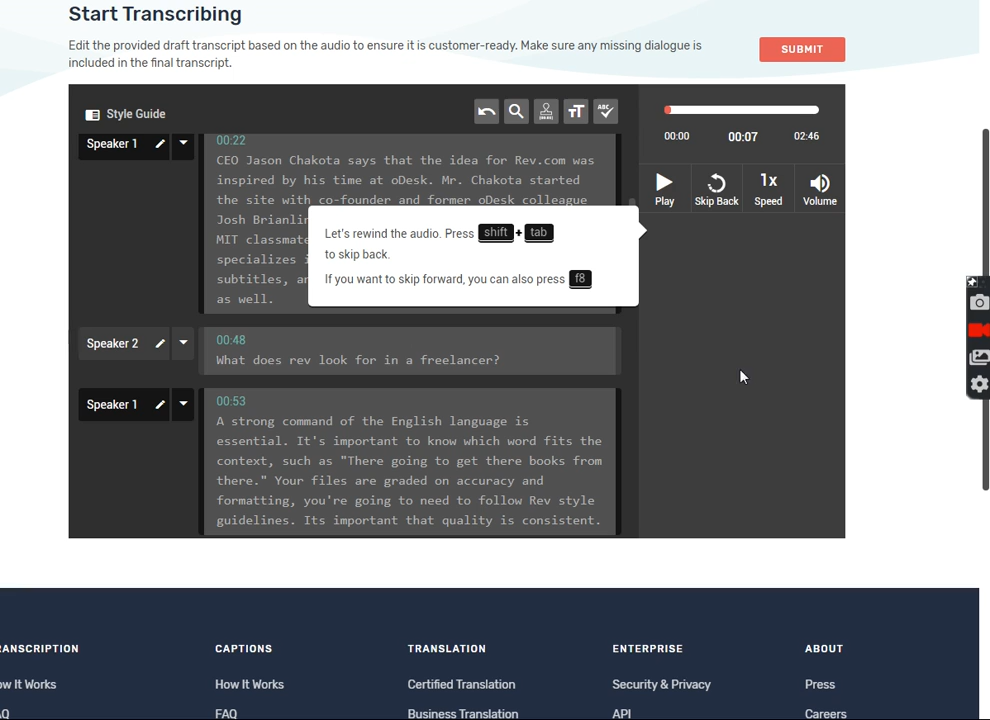 Start Transcribing
Edit the provided draft transcript based on the audio to ensure it is customer-ready. Make sure any missing dialogue is
included in the final transcript.
SUBMIT
Style Guide
[00:02]
TT
ABC
00:00
00:07
02:46
Play
Skip Back
1x
Speed
Volume
Speaker 1
00:22
CEO Jason Chakota says that the idea for Rev.com was
inspired by his time at oDesk. Mr. Chakota started
the site with co-founder and former oDesk colleague
Josh Brianlin
MIT classmate
specializes i
subtitles, an
as well.
Let's rewind the audio. Press shift + tab
to skip back.
If you want to skip forward, you can also press f8
Speaker 2
00:48
What does rev look for in a freelancer?
Speaker 1
00:53
A strong command of the English language is
essential. It's important to know which word fits the
context, such as "There going to get there books from
there." Your files are graded on accuracy and
formatting, you're going to need to follow Rev style
guidelines. Its important that quality is consistent.
RANSCRIPTION
CAPTIONS
TRANSLATION
ENTERPRISE
ABOUT
ow It Works
How It Works
Certified Translation
Security & Privacy
Press
AQ
FAQ
Business Translation
API
Careers